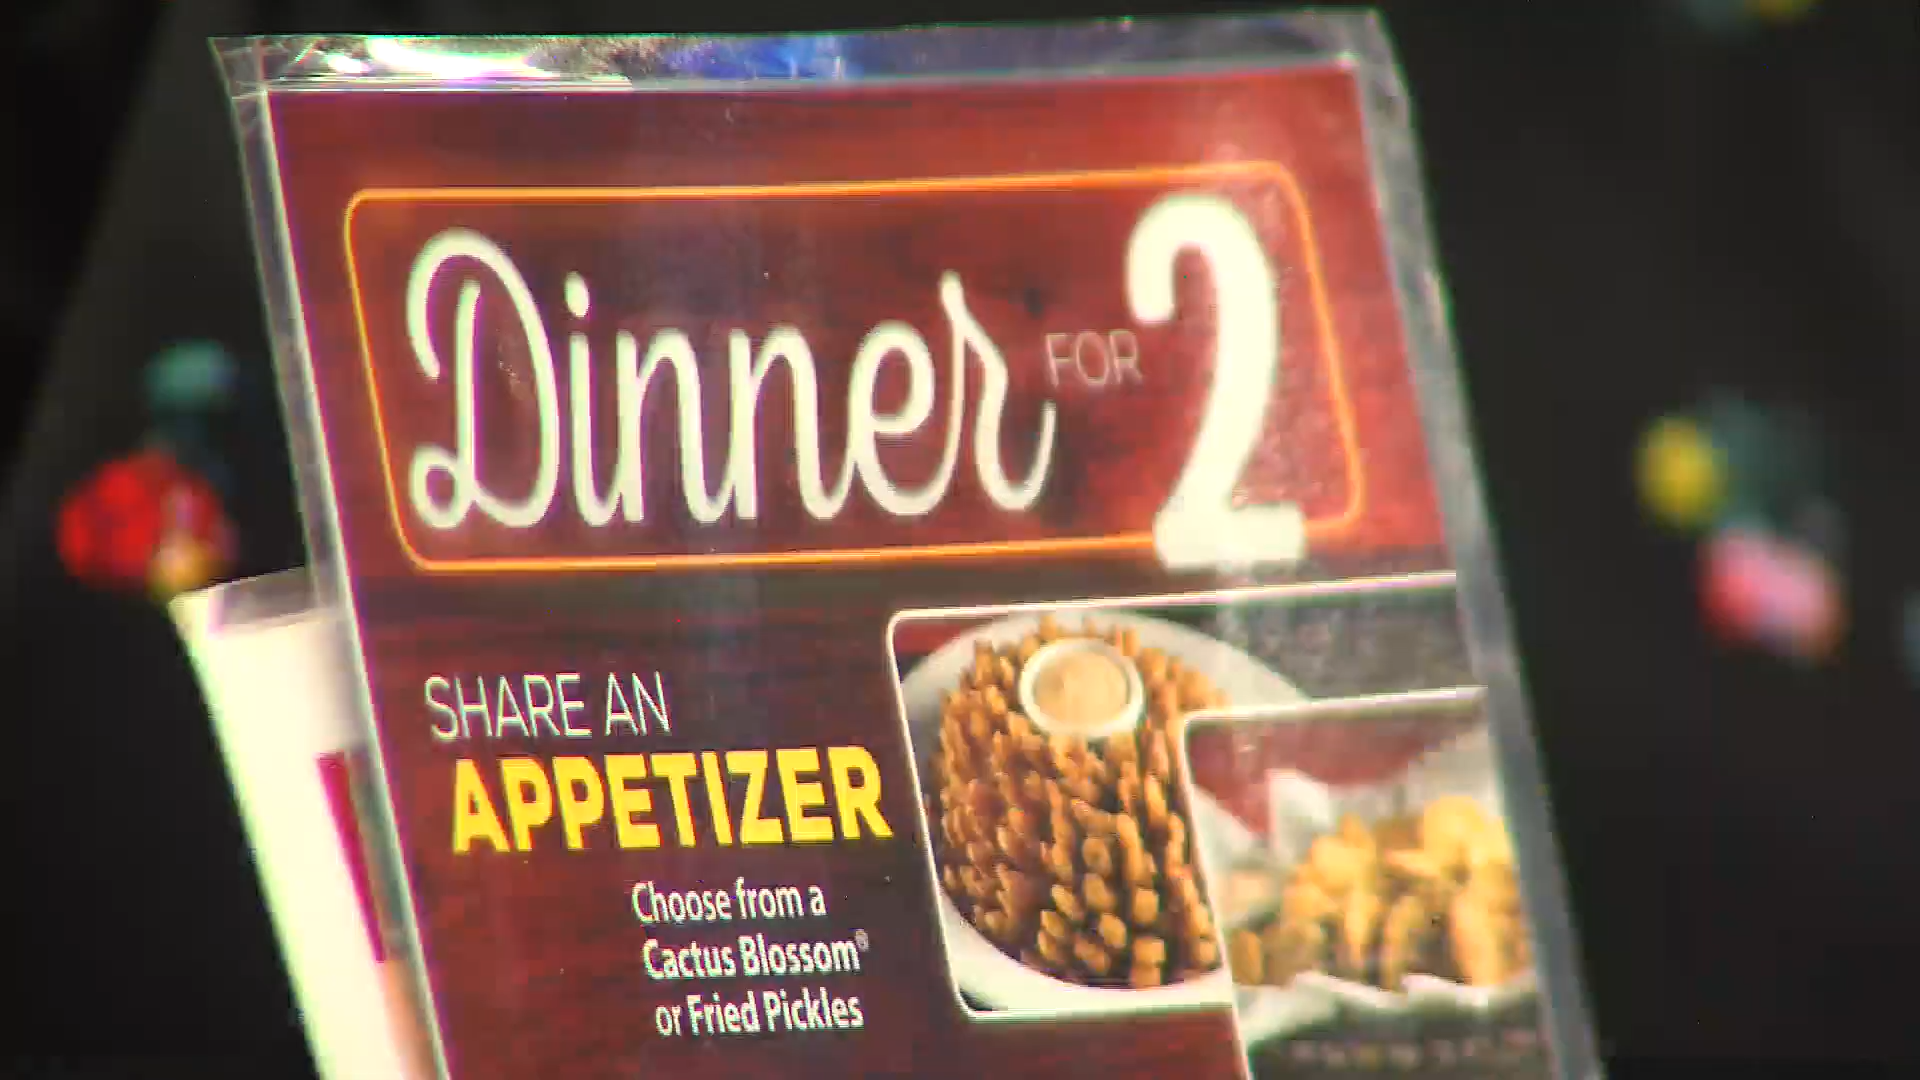 Dinner FOR 2
SHARE AN
APPETIZER
Choose from a
Cactus Blossom®
or Fried Pickles